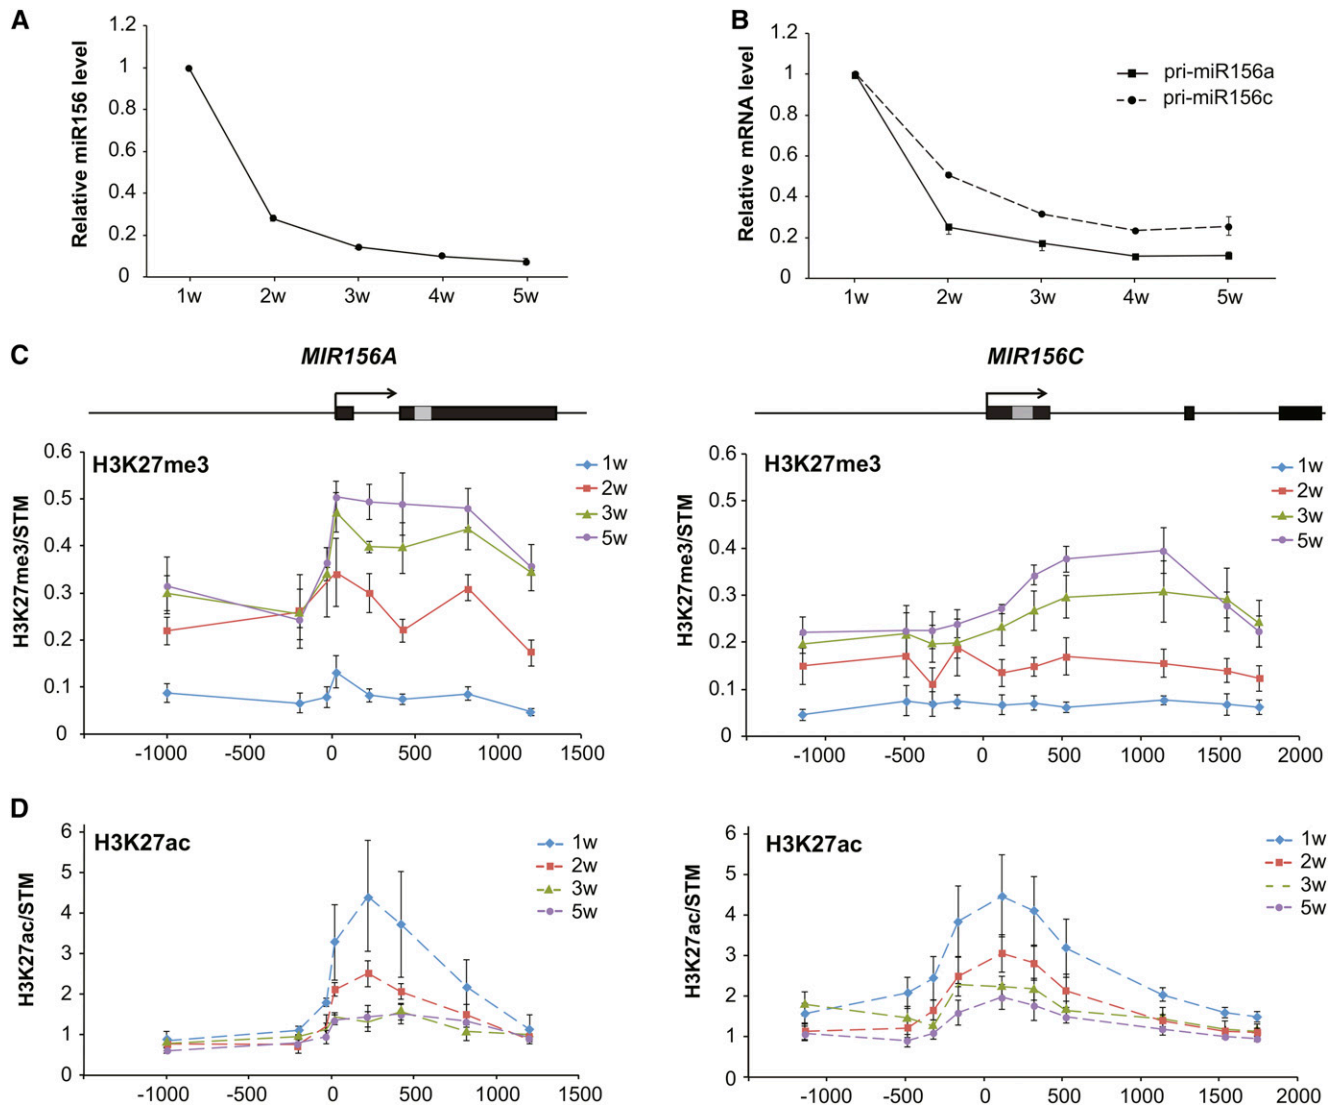 A
Relative miR156 level
1.2
1
0.8
0.6
0.4
0.2
0
1w 2w 3w 4w 5w
B
Relative mRNA level
1.2
1
0.8
0.6
0.4
0.2
0
1w 2w 3w 4w 5w
pri-miR156a
pri-miR156c
C
MIR156A
H3K27me3
H3K27me3/STM
0.6
0.5
0.4
0.3
0.2
0.1
0
-1000 -500 0 500 1000 1500
1w
2w
3w
5w
MIR156C
H3K27me3
H3K27me3/STM
0.6
0.5
0.4
0.3
0.2
0.1
0
-1000 -500 0 500 1000 1500 2000
1w
2w
3w
5w
D
H3K27ac
H3K27ac/STM
6
5
4
3
2
1
0
-1000 -500 0 500 1000 1500
1w
2w
3w
5w
H3K27ac
H3K27ac/STM
6
5
4
3
2
1
0
-1000 -500 0 500 1000 1500 2000
1w
2w
3w
5w